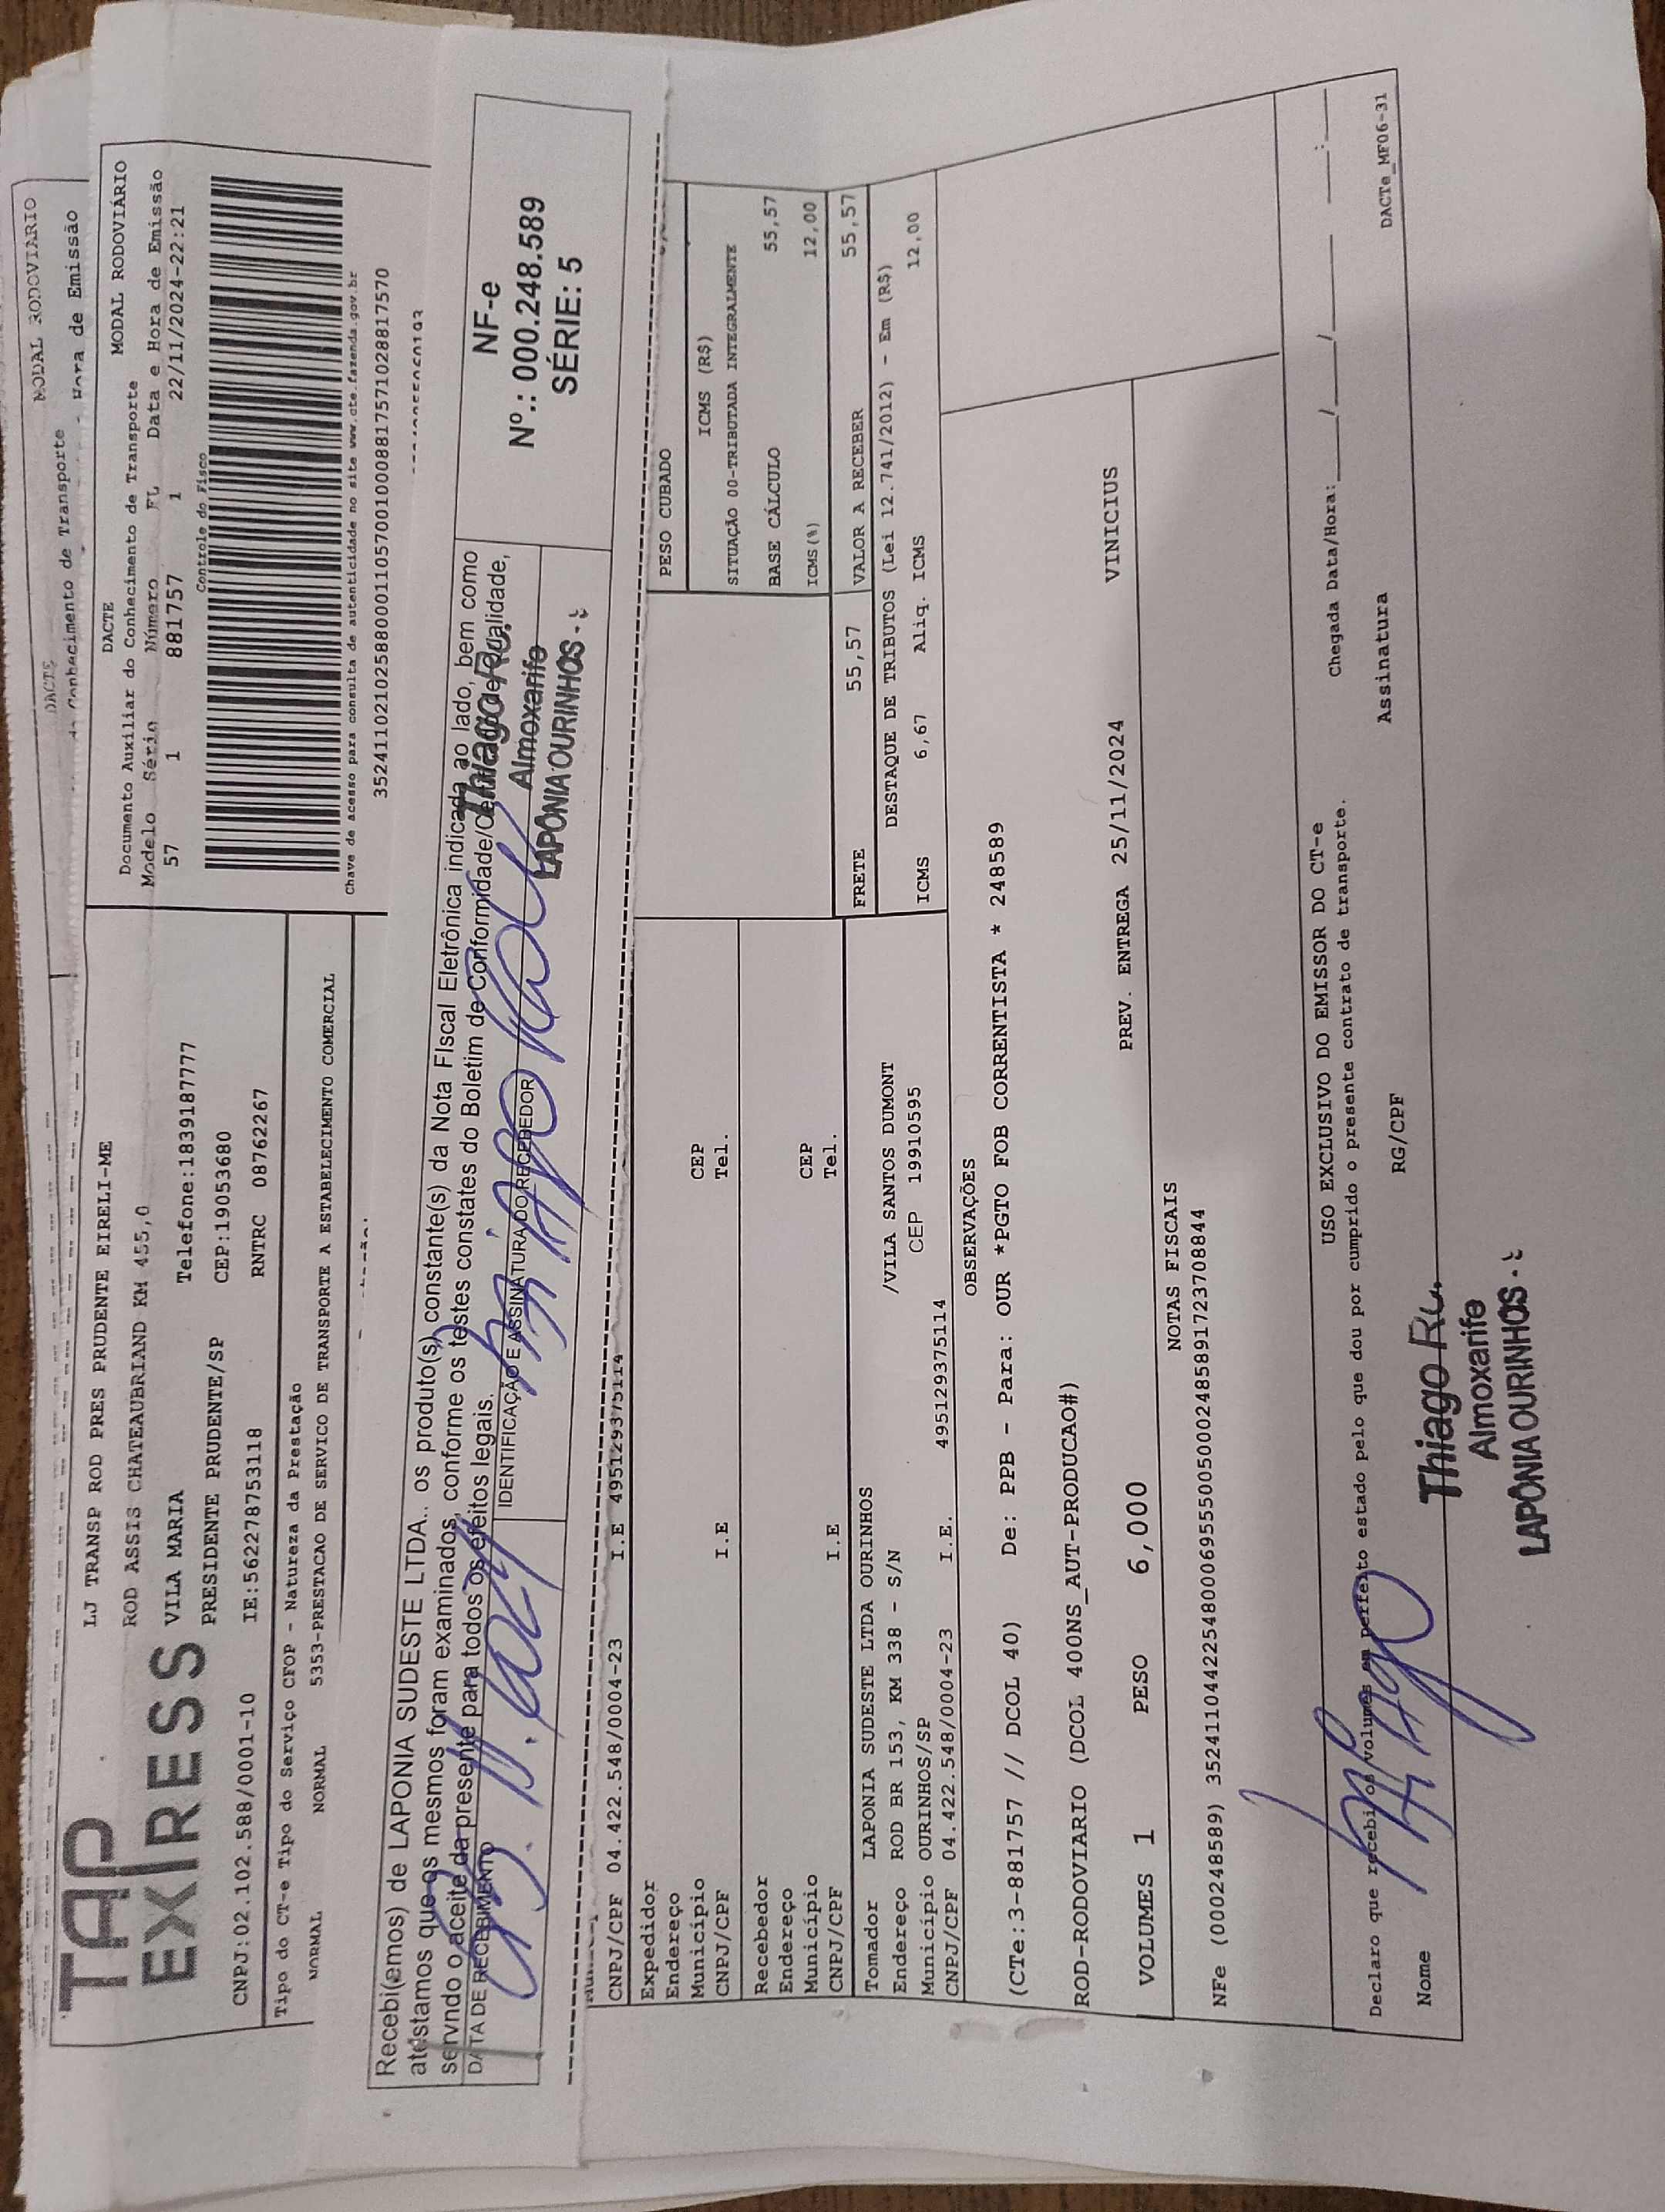 MODAL RODOVIARIO
DACTE
Conhecimento de Transporte
Hora de Emissão
TAP
EXPRESS
LJ TRANSP ROD PRES PRUDENTE EIRELI-ME
ROD ASSIS CHATEAUBRIAND KM 455,0
VILA MARIA Telefone:1839187777
PRESIDENTE PRUDENTE/SP CEP:19053680
CNPJ:02.102.588/0001-10 IE:562278753118 RNTRC 08762267
DACTE MODAL RODOVIÁRIO
Documento Auxiliar do Conhecimento de Transporte
Modelo Série Número FL Data e Hora de Emissão
57 1 881757 1 22/11/2024-22:21
Controle do Fisco
Chave de acesso para consulta de autenticidade no site www.cte.fazenda.gov.br
35241102102588000110570010008817571028817570
Tipo do CT-e Tipo do Serviço CFOP - Natureza da Prestação
NORMAL NORMAL 5353-PRESTACAO DE SERVICO DE TRANSPORTE A ESTABELECIMENTO COMERCIAL
Recebi(emos) de LAPONIA SUDESTE LTDA.. os produto(s) constante(s) da Nota FIscal Eletrônica indicada ao lado, bem como
atestamos que os mesmos foram examinados, conforme os testes constates do Boletim de Conformidade/Certificado de Qualidade,
servndo o aceite da presente para todos os efeitos legais.
DATA DE RECEBIMENTO
IDENTIFICAÇÃO E ASSINATURA DO RECEBEDOR
Almoxarife
LAPONIA OURINHOS
NF-e
Nº.: 000.248.589
SÉRIE: 5
CNPJ/CPF 04.422.548/0004-23 I.E 495129375114
Expedidor
Endereço
Município CEP
CNPJ/CPF I.E Tel.
Recebedor
Endereço
Município CEP
CNPJ/CPF I.E Tel.
PESO CUBADO
ICMS (R$)
SITUAÇÃO 00-TRIBUTADA INTEGRALMENTE
BASE CÁLCULO 55,57
ICMS(%) 12,00
Tomador LAPONIA SUDESTE LTDA OURINHOS
Endereço ROD BR 153, KM 338 - S/N /VILA SANTOS DUMONT
Município OURINHOS/SP CEP 19910595
CNPJ/CPF 04.422.548/0004-23 I.E. 495129375114
FRETE 55,57 VALOR A RECEBER 55,57
DESTAQUE DE TRIBUTOS (Lei 12.741/2012) - Em (R$)
ICMS 6,67 Aliq. ICMS 12,00
OBSERVAÇÕES
(CTe:3-881757 // DCOL 40) De: PPB - Para: OUR *PGTO FOB CORRENTISTA * 248589
ROD-RODOVIARIO (DCOL 400NS_AUT-PRODUCAO#)
PREV. ENTREGA 25/11/2024 VINICIUS
VOLUMES 1 PESO 6,000
NOTAS FISCAIS
NFe (000248589) 35241104422548000695550050002485891723708844
USO EXCLUSIVO DO EMISSOR DO CT-e
Declaro que recebi os volumes em perfeito estado pelo que dou por cumprido o presente contrato de transporte.
Chegada Data/Hora:____/____/____ ____:____
Nome RG/CPF Assinatura
DACTe_MF06-31
Thiago
Almoxarife
LAPONIA OURINHOS